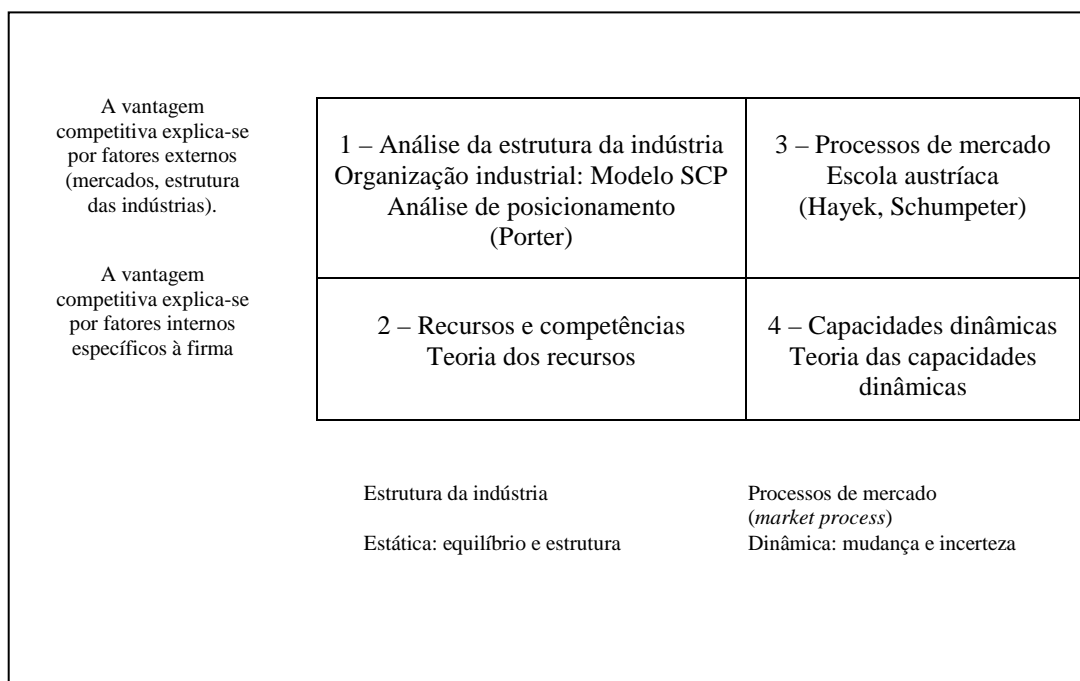 A vantagem
competitiva explica-se
por fatores externos
(mercados, estrutura
das indústrias).
1 – Análise da estrutura da indústria
Organização industrial: Modelo SCP
Análise de posicionamento
(Porter)
3 – Processos de mercado
Escola austríaca
(Hayek, Schumpeter)
A vantagem
competitiva explica-se
por fatores internos
específicos à firma
2 – Recursos e competências
Teoria dos recursos
4 – Capacidades dinâmicas
Teoria das capacidades
dinâmicas
Estrutura da indústria
Estática: equilíbrio e estrutura
Processos de mercado
(market process)
Dinâmica: mudança e incerteza